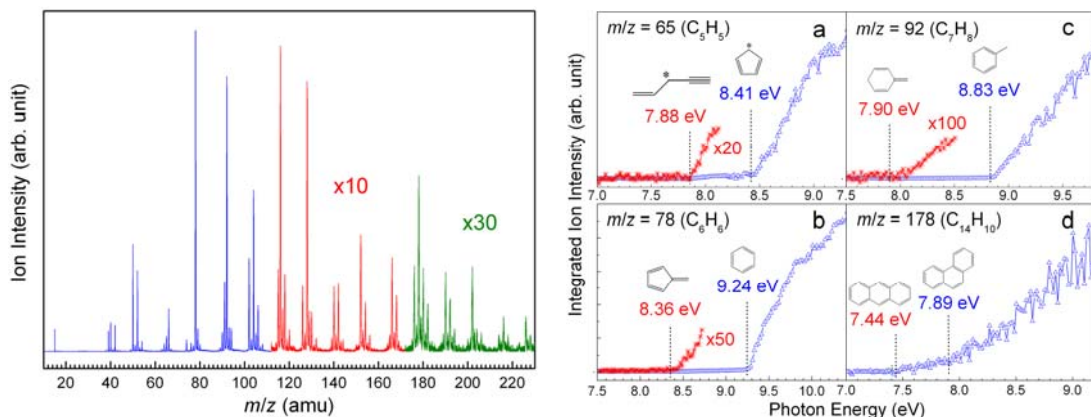 Ion Intensity (arb. unit)
x10
x30
20 40 60 80 100 120 140 160 180 200 220
m/z (amu)
Integrated Ion Intensity (arb. unit)
m/z = 65 (C₅H₅) a
*
*
8.41 eV
7.88 eV
x20
7.0 7.5 8.0 8.5 9.0
m/z = 92 (C₇H₈) c
8.83 eV
7.90 eV
x100
7.5 8.0 8.5 9.0 9.5
m/z = 78 (C₆H₆) b
9.24 eV
8.36 eV
x50
7.5 8.0 8.5 9.0 9.5 10.0
m/z = 178 (C₁₄H₁₀) d
7.89 eV
7.44 eV
7.0 7.5 8.0 8.5 9.0
Photon Energy (eV)